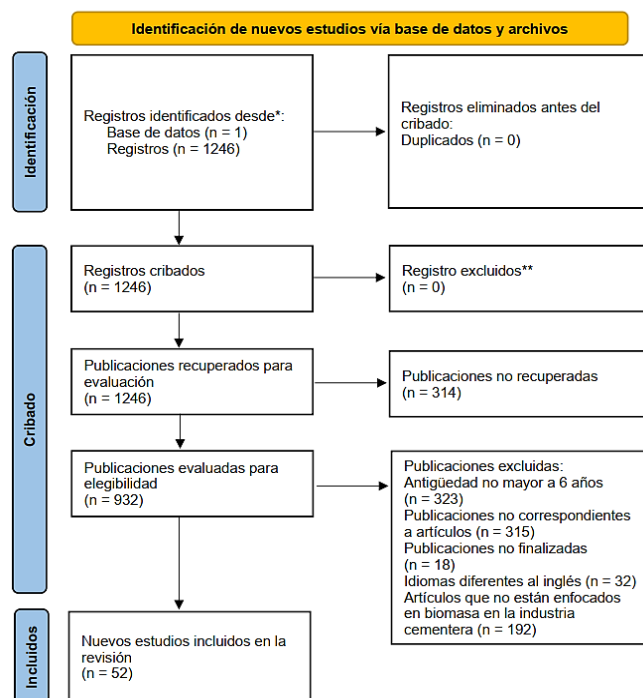 Identificación de nuevos estudios vía base de datos y archivos
Identificación
Registros identificados desde*:
Base de datos (n = 1)
Registros (n = 1246)
Registros eliminados antes del
cribado:
Duplicados (n = 0)
Cribado
Registros cribados
(n = 1246)
Registro excluidos**
(n = 0)
Publicaciones recuperados para
evaluación
(n = 1246)
Publicaciones no recuperadas
(n = 314)
Publicaciones evaluadas para
elegibilidad
(n = 932)
Publicaciones excluidas:
Antigüedad no mayor a 6 años
(n = 323)
Publicaciones no correspondientes
a artículos (n = 315)
Publicaciones no finalizadas
(n = 18)
Idiomas diferentes al inglés (n = 32)
Artículos que no están enfocados
en biomasa en la industria
cementera (n = 192)
Incluidos
Nuevos estudios incluidos en la
revisión
(n = 52)